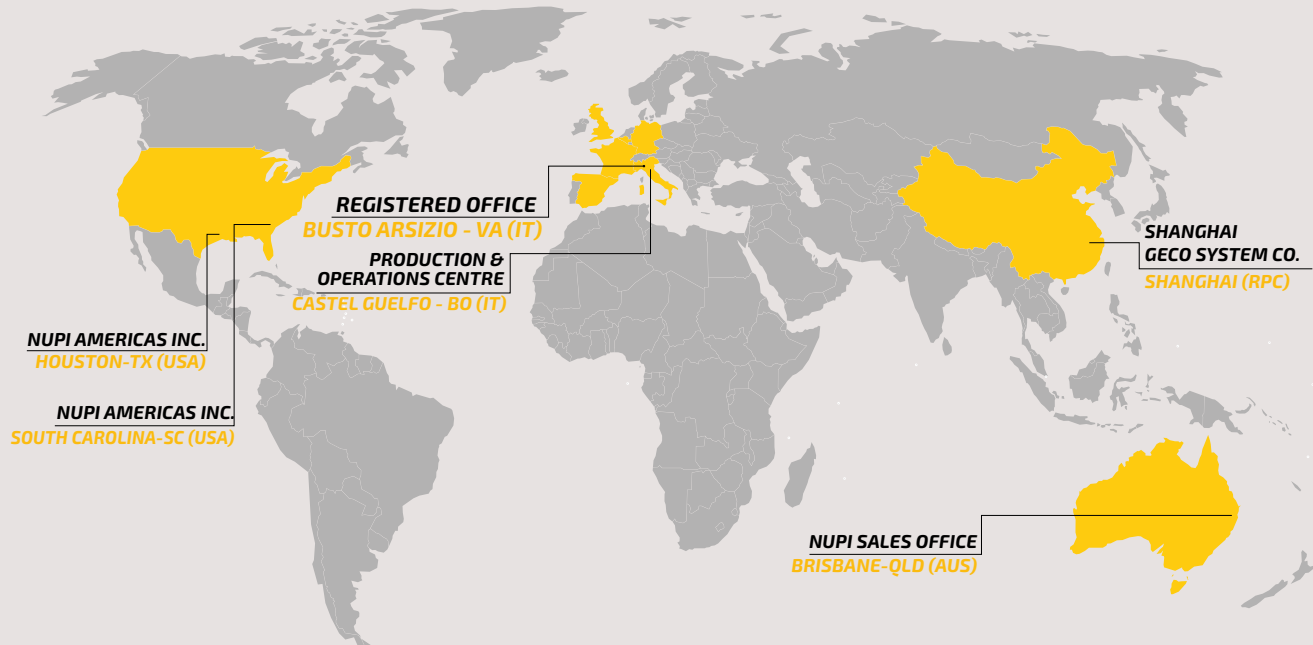 REGISTERED OFFICE
BUSTO ARSIZIO - VA (IT)
PRODUCTION &
OPERATIONS CENTRE
CASTEL GUELFO - BO (IT)
SHANGHAI
GECO SYSTEM CO.
SHANGHAI (RPC)
NUPI AMERICAS INC.
HOUSTON-TX (USA)
NUPI AMERICAS INC.
SOUTH CAROLINA-SC (USA)
NUPI SALES OFFICE
BRISBANE-QLD (AUS)